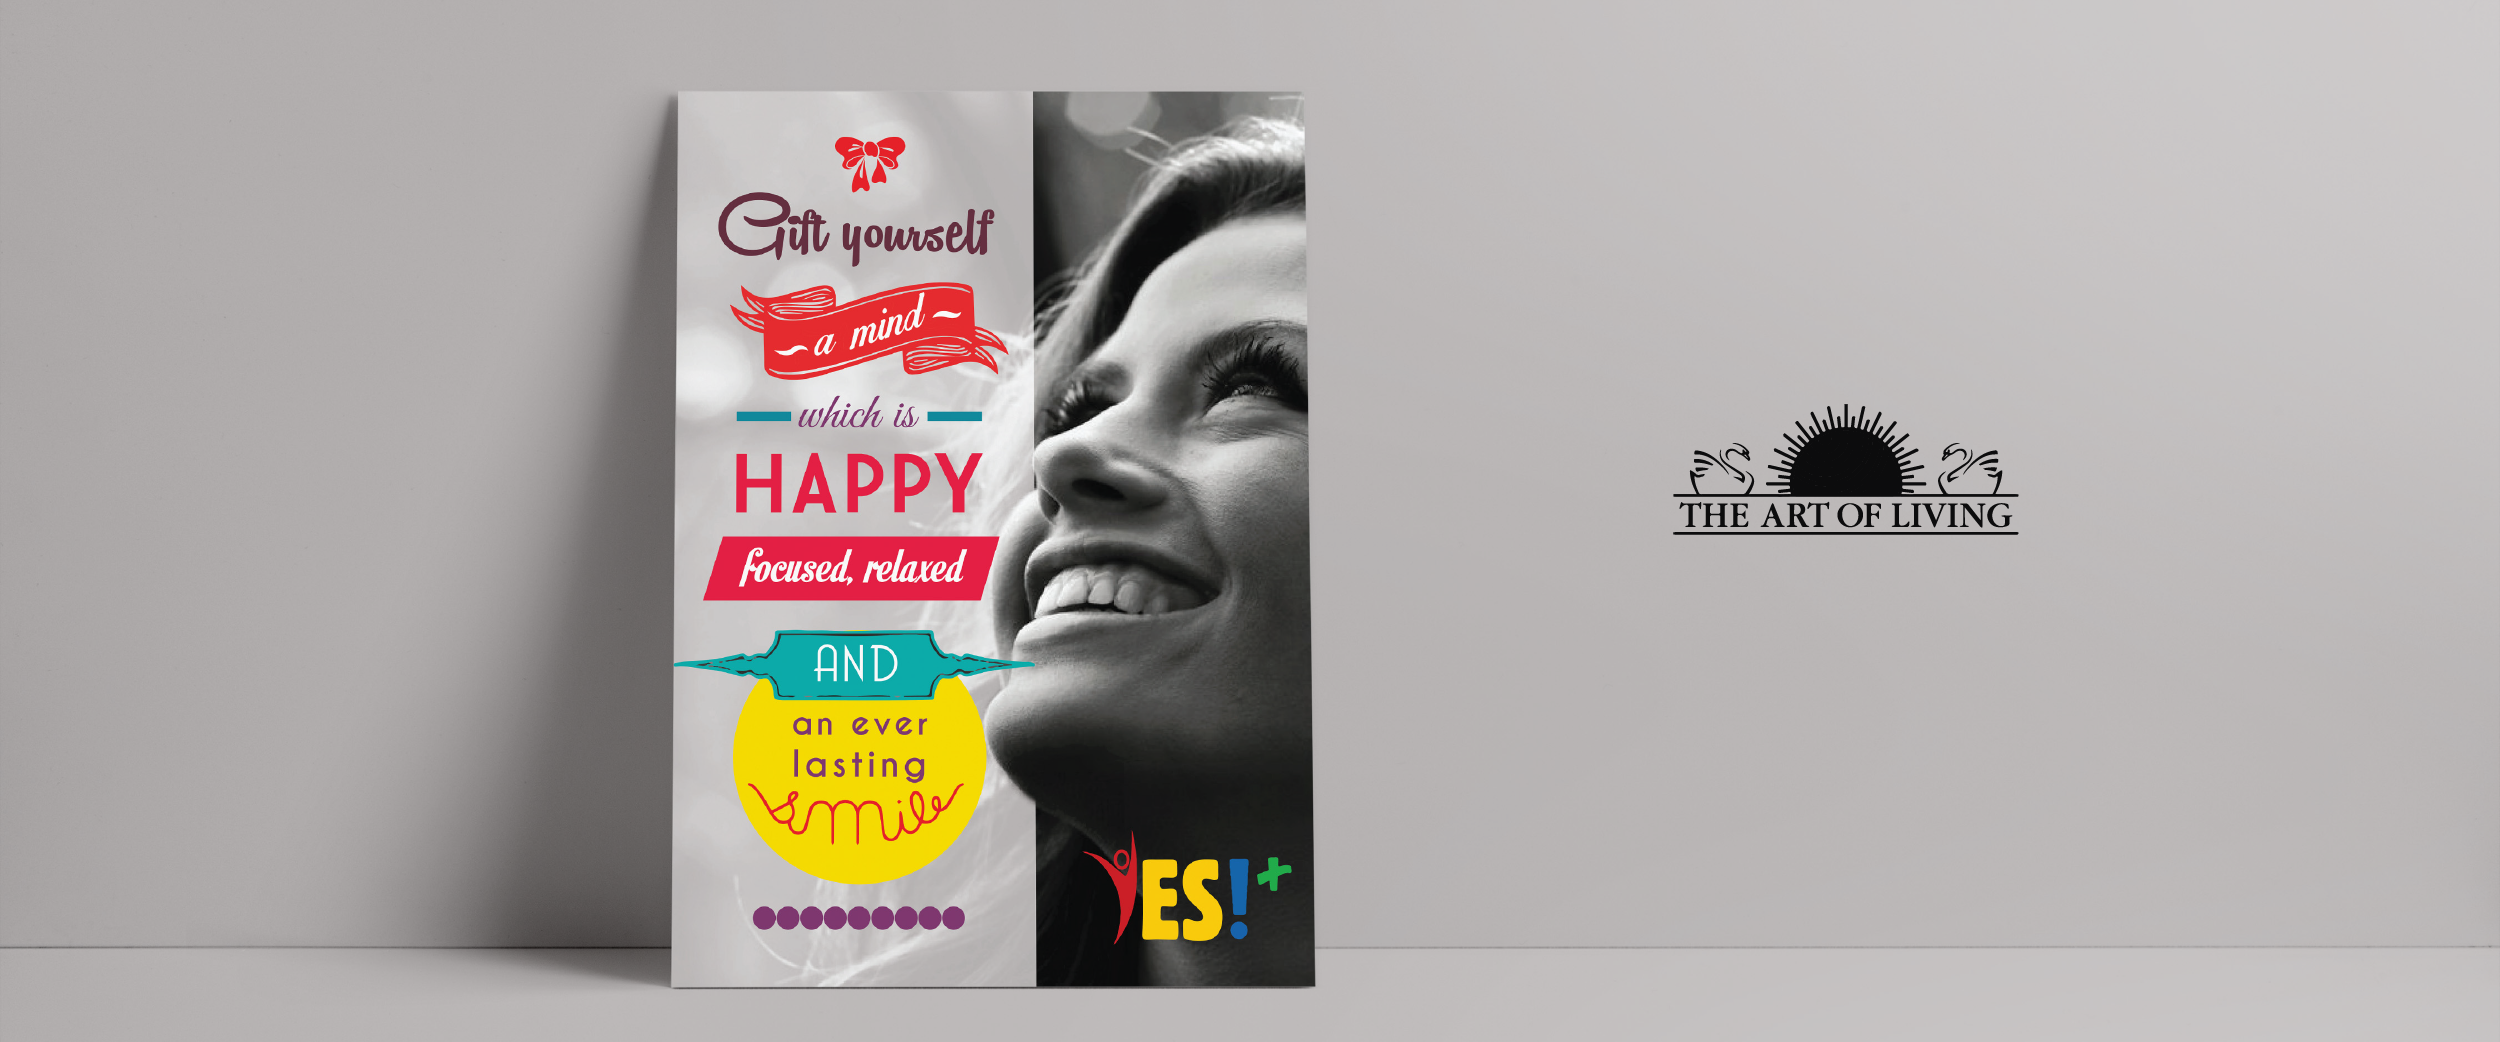 Gift yourself
a mind
which is
HAPPY
focused, relaxed
AND
an ever
lasting
smile
YES!+
THE ART OF LIVING